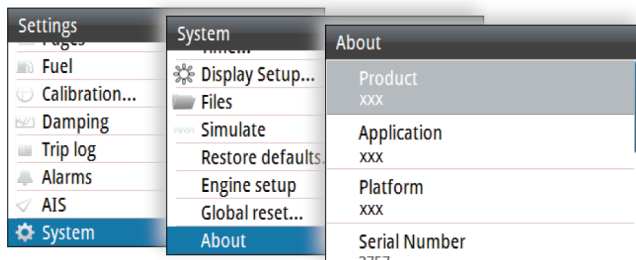 Settings
Fuel
Calibration...
Damping
Trip log
Alarms
AIS
System
System
Display Setup...
Files
Simulate
Restore defaults.
Engine setup
Global reset...
About
About
Product
xxx
Application
xxx
Platform
xxx
Serial Number